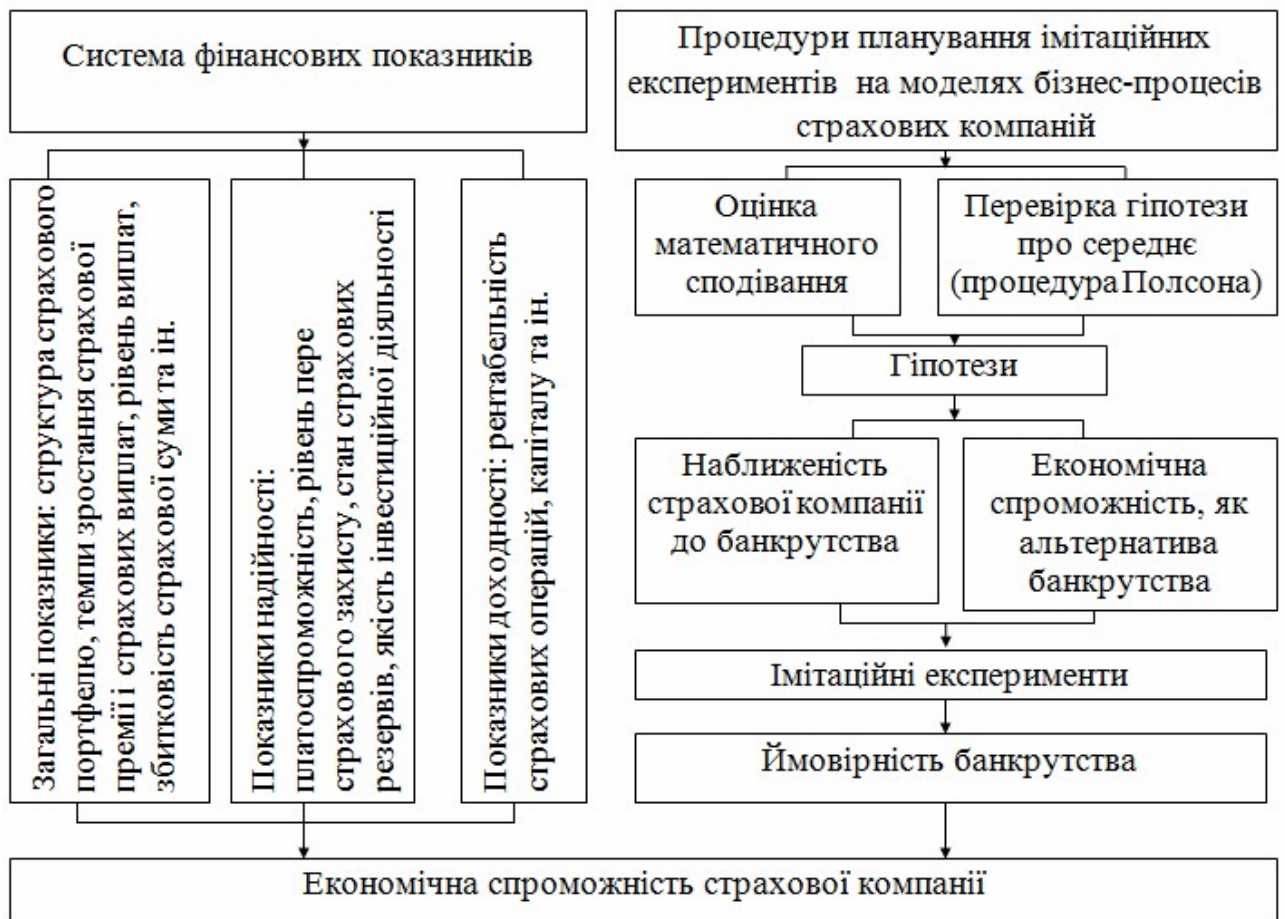 Система фінансових показників
Загальні показники: структура страхового
портфелю, темпи зростання страхової
премії і страхових виплат, рівень виплат,
збитковість страхової суми та ін.
Показники надійності:
платоспроможність, рівень пере
страхового захисту, стан страхових
резервів, якість інвестиційної діяльності
Показники доходності: рентабельність
страхових операцій, капіталу та ін.
Процедури планування імітаційних
експериментів на моделях бізнес-процесів
страхових компаній
Оцінка
математичного
сподівання
Перевірка гіпотези
про середнє
(процедура Полсона)
Гіпотези
Наближеність
страхової компанії
до банкрутства
Економічна
спроможність, як
альтернатива
банкрутства
Імітаційні експерименти
Ймовірність банкрутства
Економічна спроможність страхової компанії